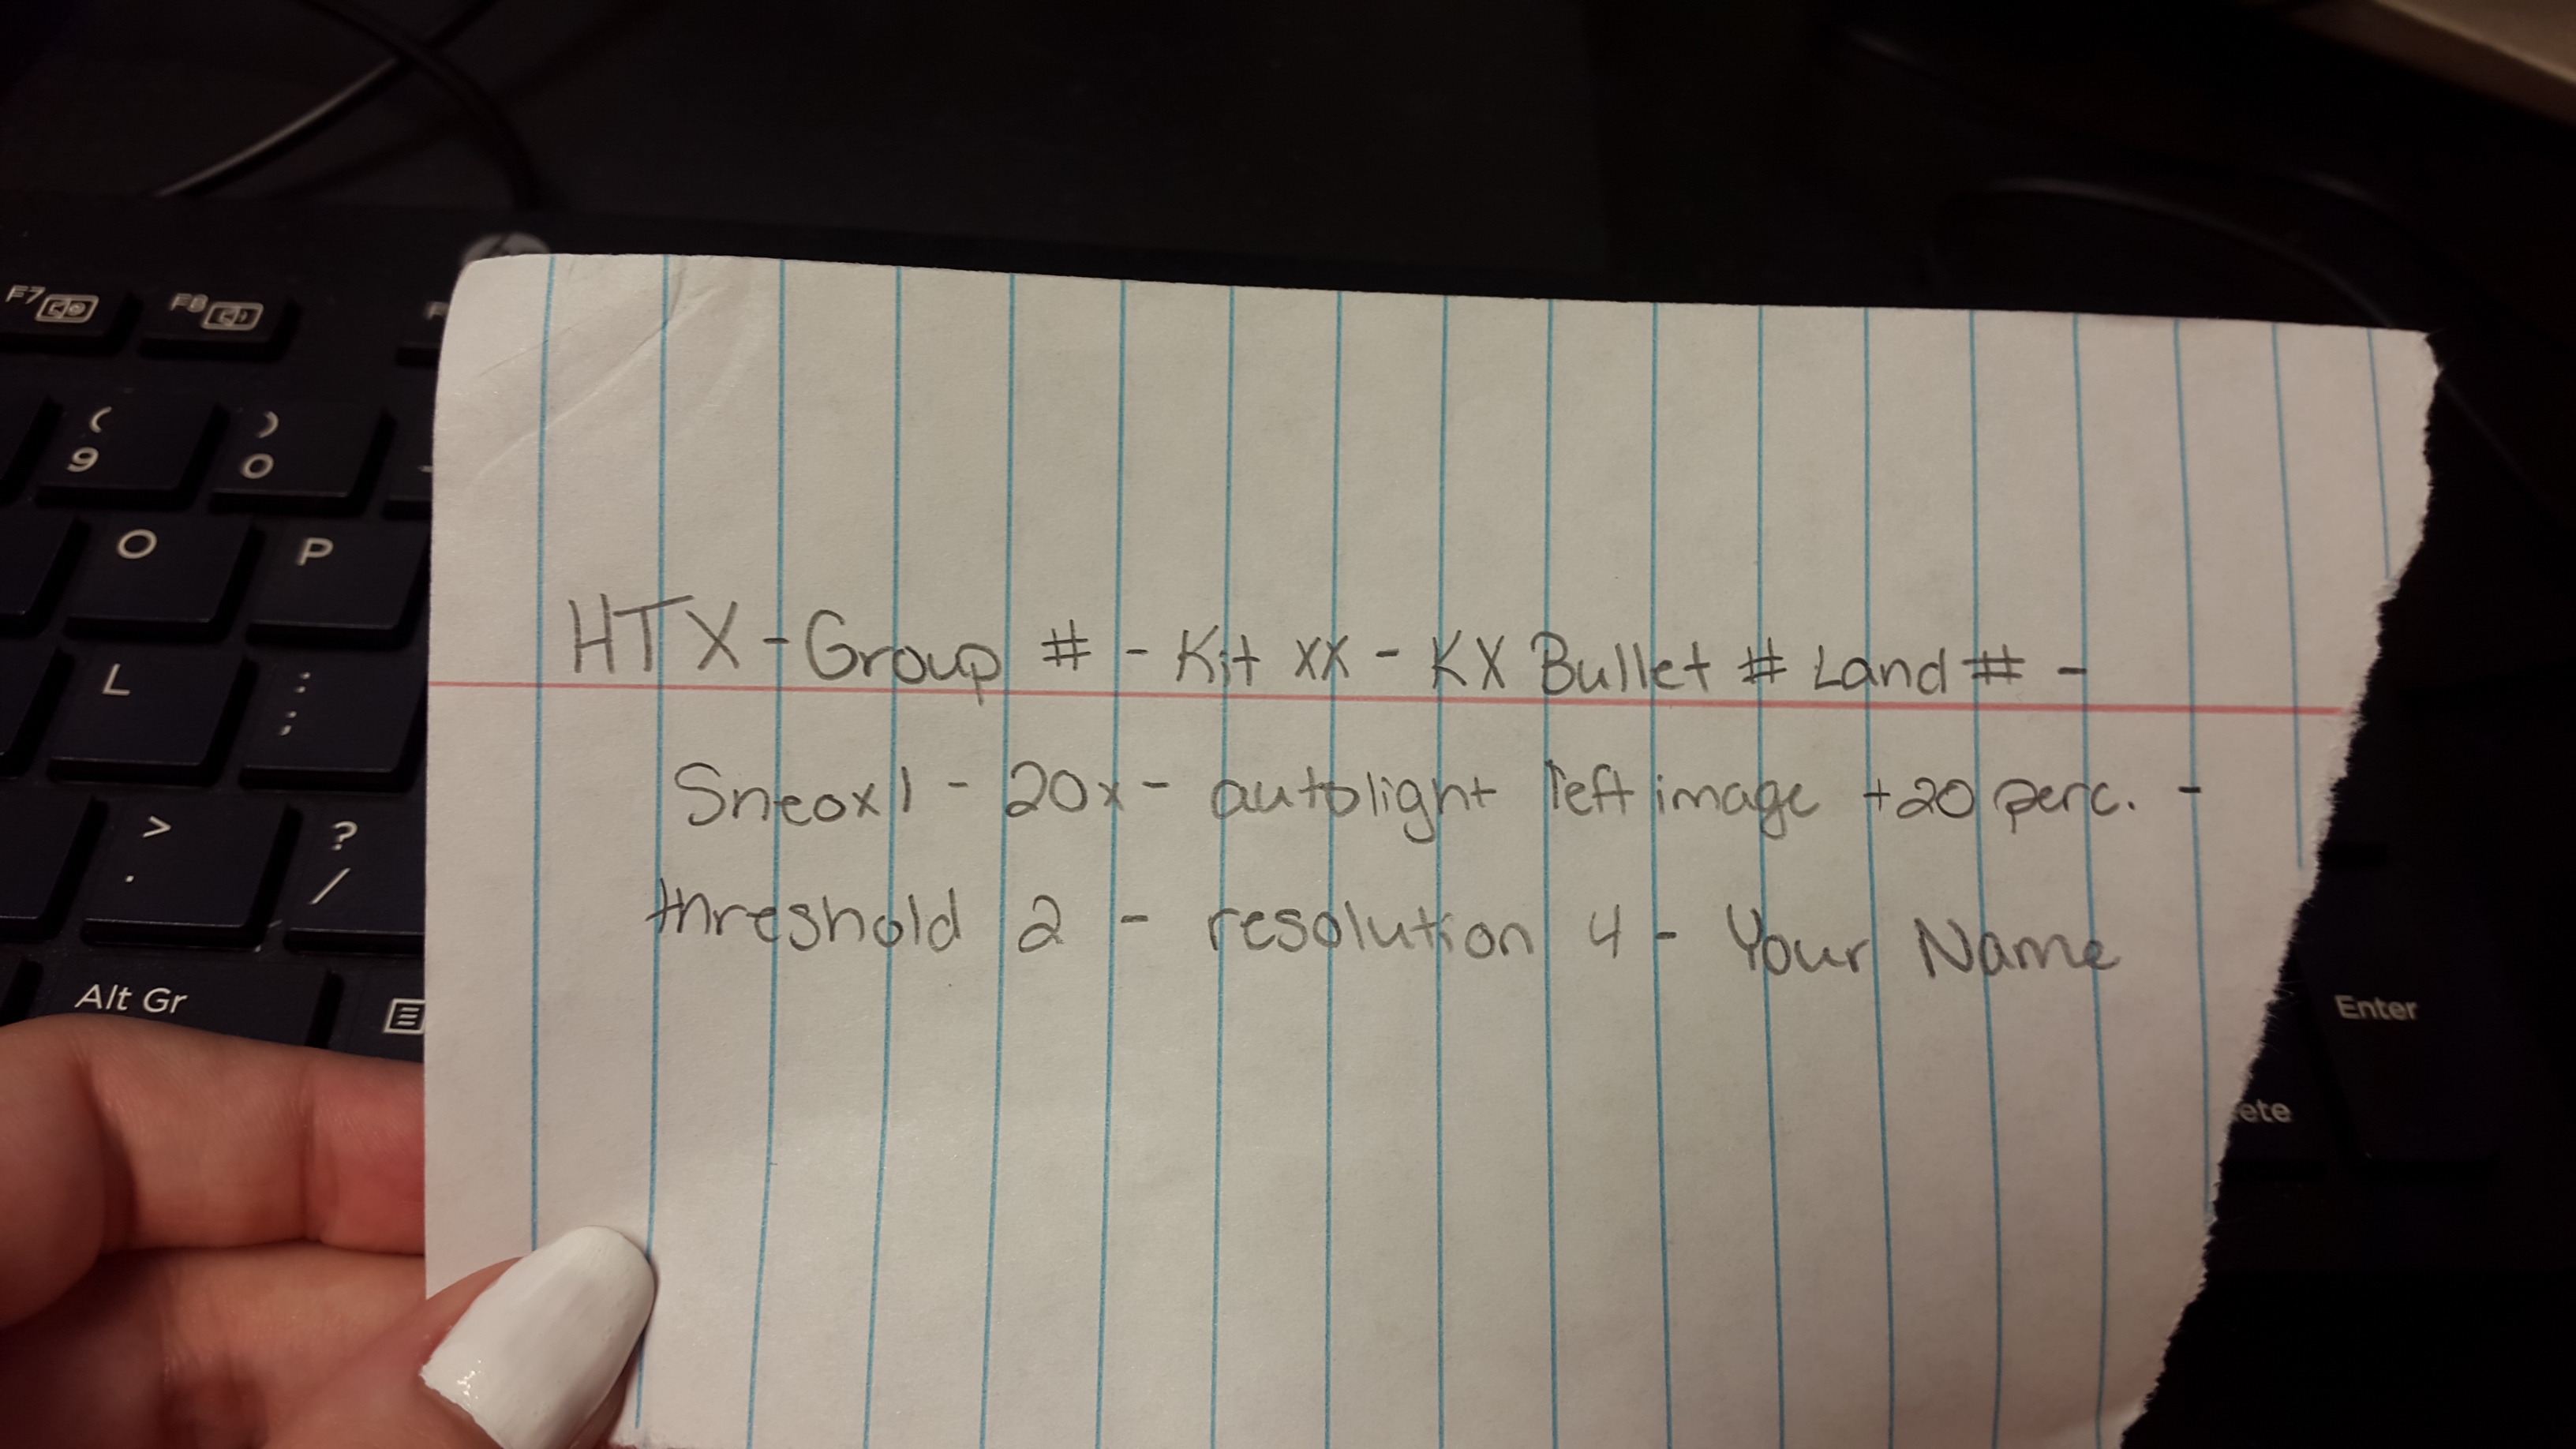 F7
F8
F
( 9
) 0
O
P
L
: ;
> .
? /
Alt Gr
HTX - Group # - Kit xx - KX Bullet # Land # -
Sneox1 - 20x - autolight left image +20 perc. -
threshold 2 - resolution 4 - Your Name
Enter
ete